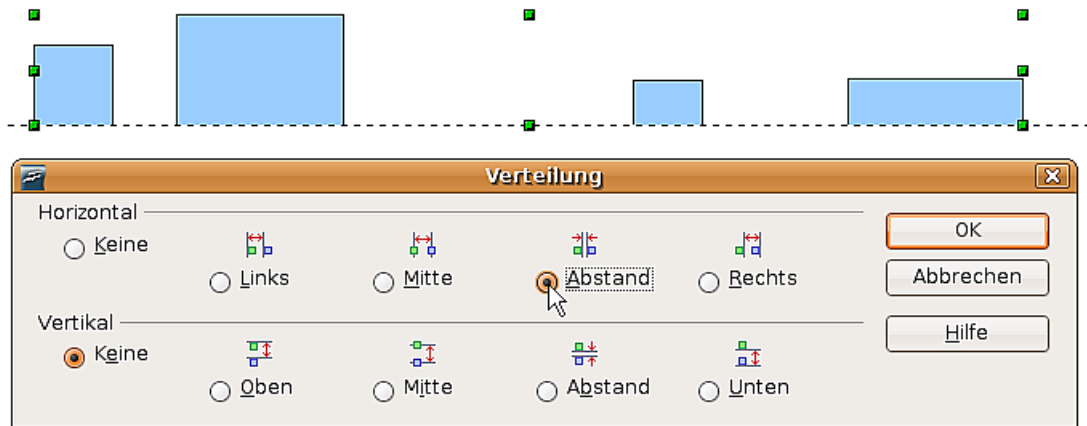 Verteilung
Horizontal
Keine
Links
Mitte
Abstand
Rechts
OK
Abbrechen
Hilfe
Vertikal
Keine
Oben
Mitte
Abstand
Unten